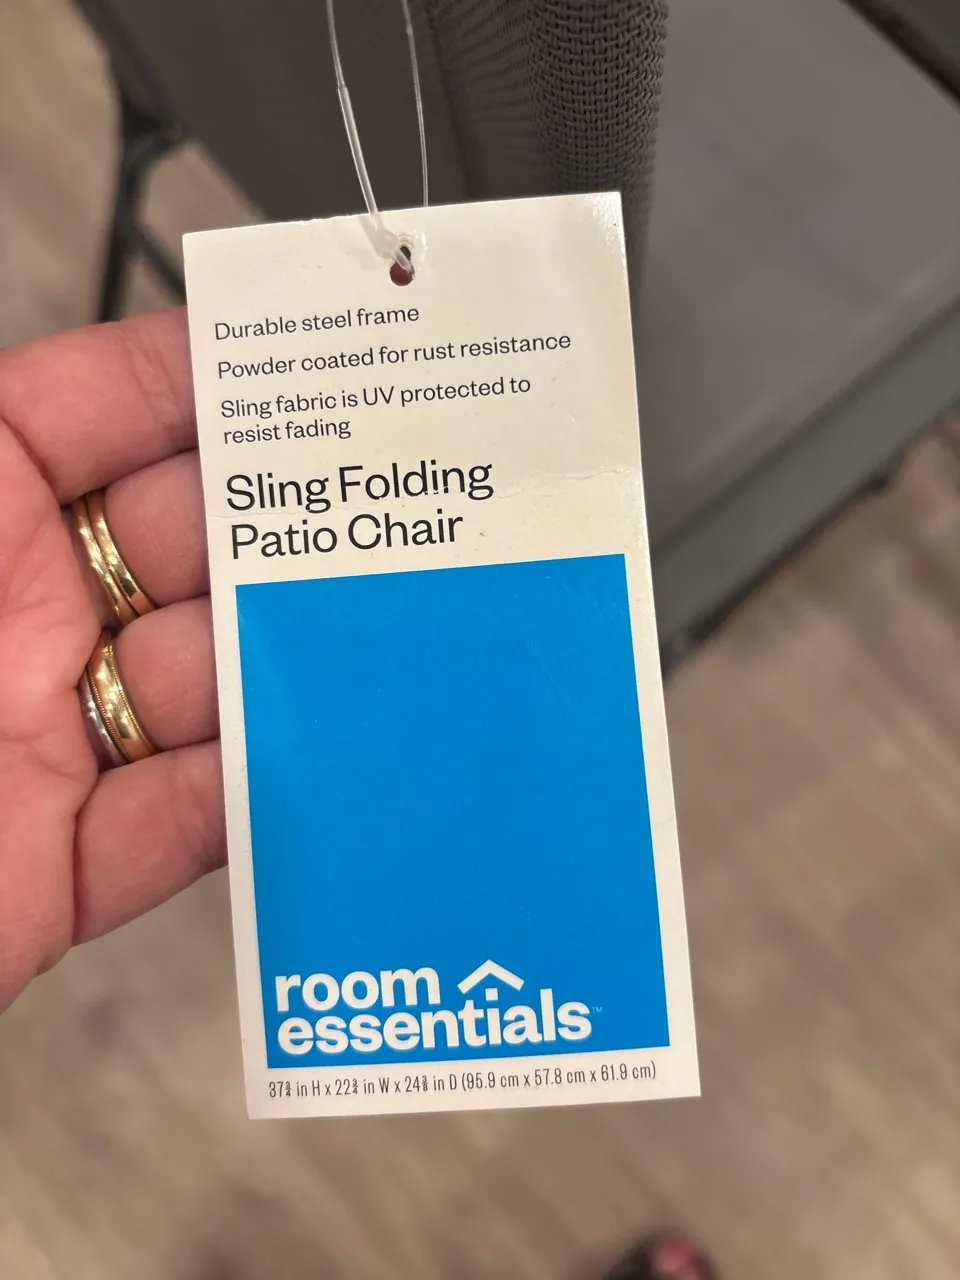 Durable steel frame
Powder coated for rust resistance
Sling fabric is UV protected to
resist fading
Sling Folding
Patio Chair
room
essentials™
37¾ in H x 22¾ in W x 24⅜ in D (95.9 cm x 57.8 cm x 61.9 cm)